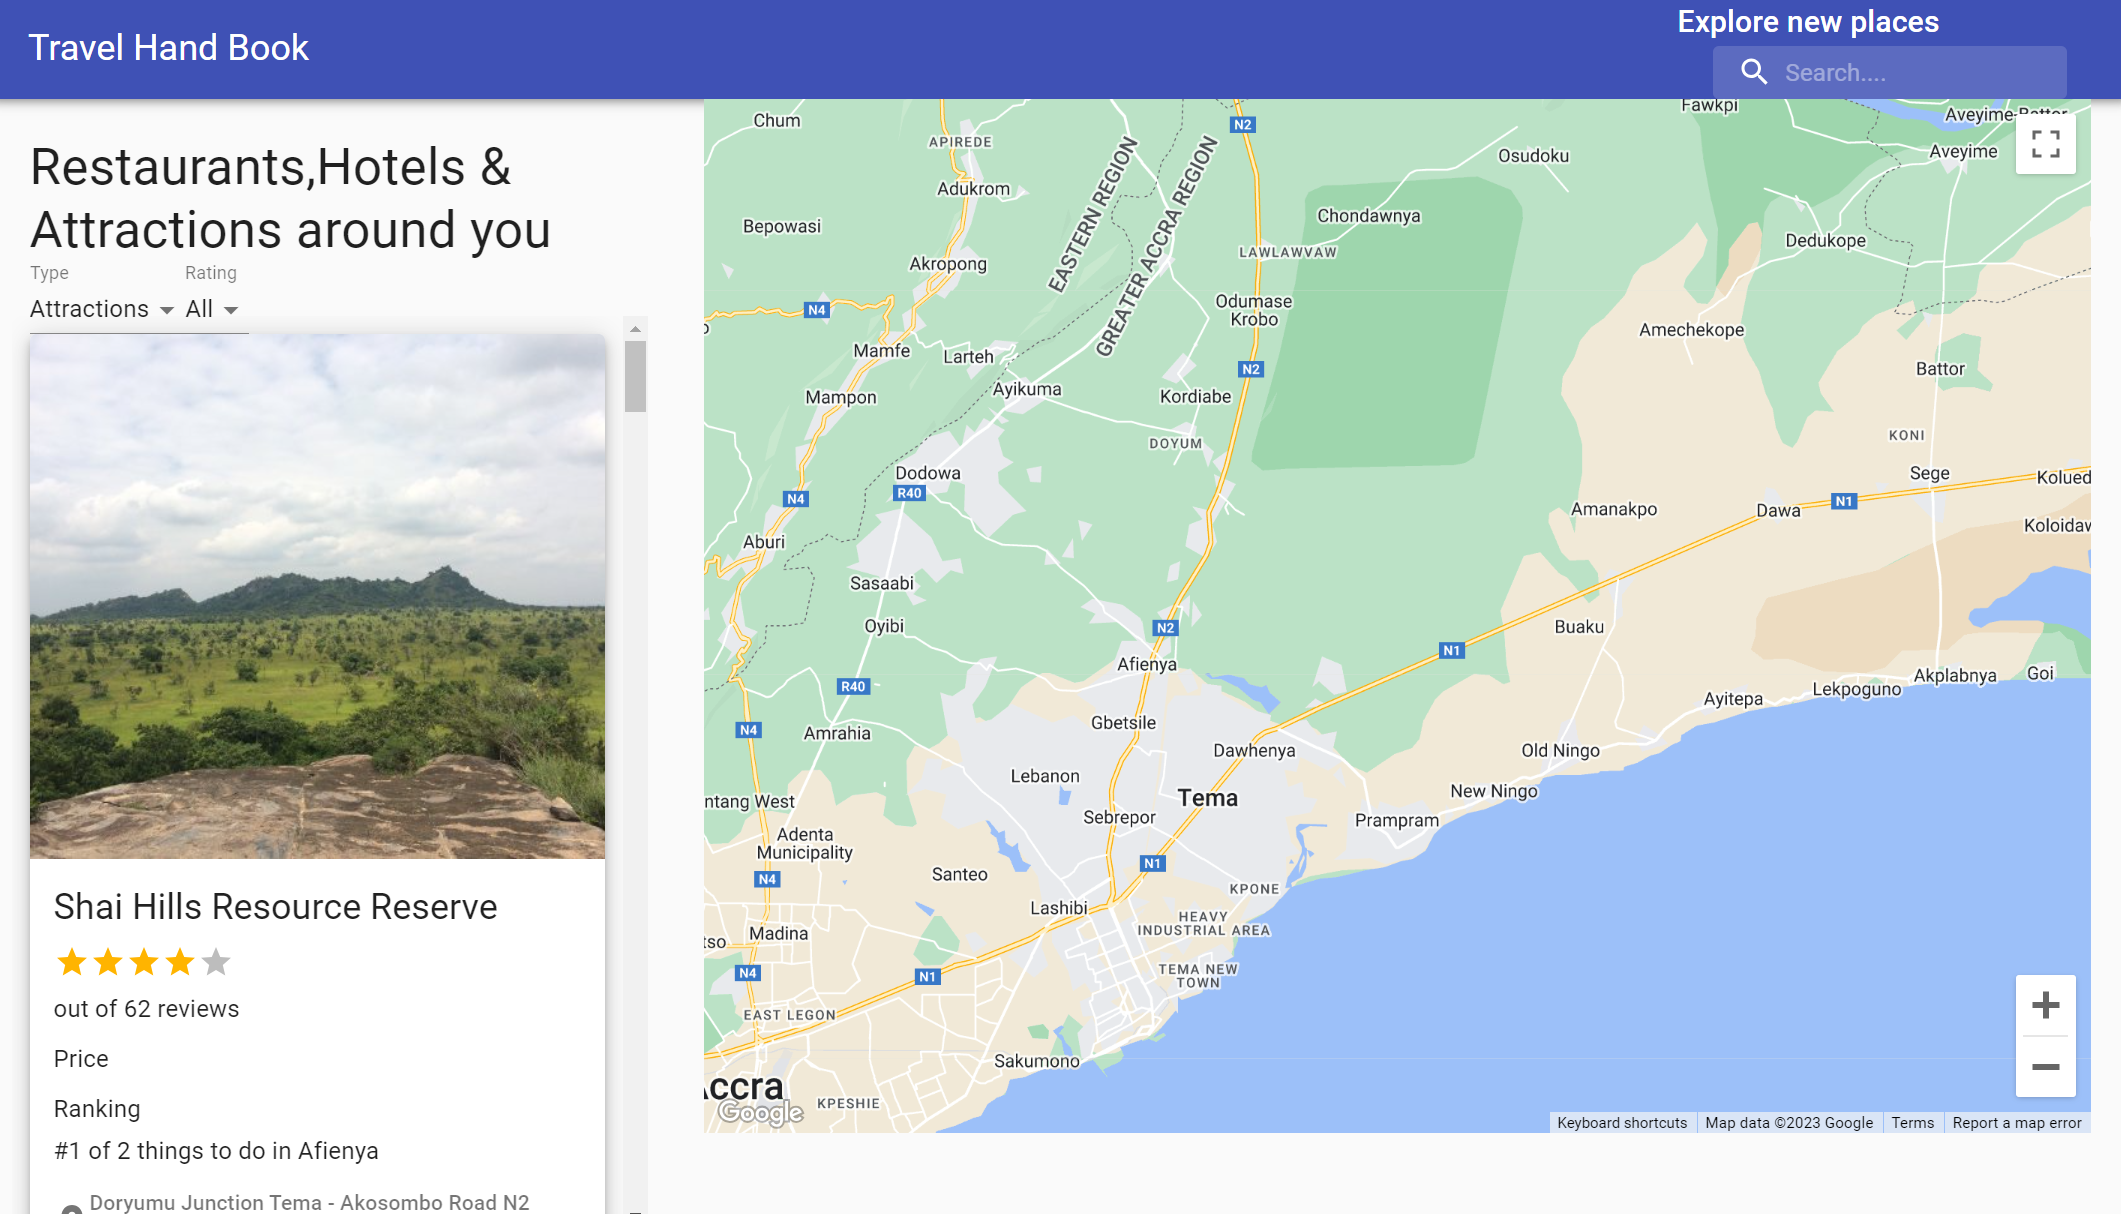 Travel Hand Book
Explore new places
Search....
Restaurants,Hotels &
Attractions around you
Type
Rating
Attractions
All
Shai Hills Resource Reserve
out of 62 reviews
Price
Ranking
#1 of 2 things to do in Afienya
Doryumu Junction Tema - Akosombo Road N2
Chum
APIREDE
N2
Fawkpi
Aveyime-Battor
Osudoku
Aveyime
Adukrom
EASTERN REGION
GREATER ACCRA REGION
Bepowasi
Chondawnya
Akropong
LAWLAWVAW
Dedukope
N4
Odumase
Krobo
Amechekope
Mamfe
Larteh
N2
Battor
Mampon
Ayikuma
Kordiabe
DOYUM
KONI
Dodowa
Sege
Kolued
R40
N4
N1
Amanakpo
Dawa
Koloidaw
Aburi
Sasaabi
Oyibi
N2
Buaku
N1
Afienya
R40
Akplabnya
Goi
Lekpoguno
Ayitepa
N4
Amrahia
Gbetsile
Dawhenya
Old Ningo
Lebanon
New Ningo
Tema
ntang West
Sebrepor
Prampram
Adenta
Municipality
N1
N4
Santeo
KPONE
Lashibi
HEAVY
INDUSTRIAL AREA
tso
Madina
N4
N1
TEMA NEW
TOWN
EAST LEGON
Sakumono
Accra
KPESHIE
Google
Keyboard shortcuts
Map data ©2023 Google
Terms
Report a map error